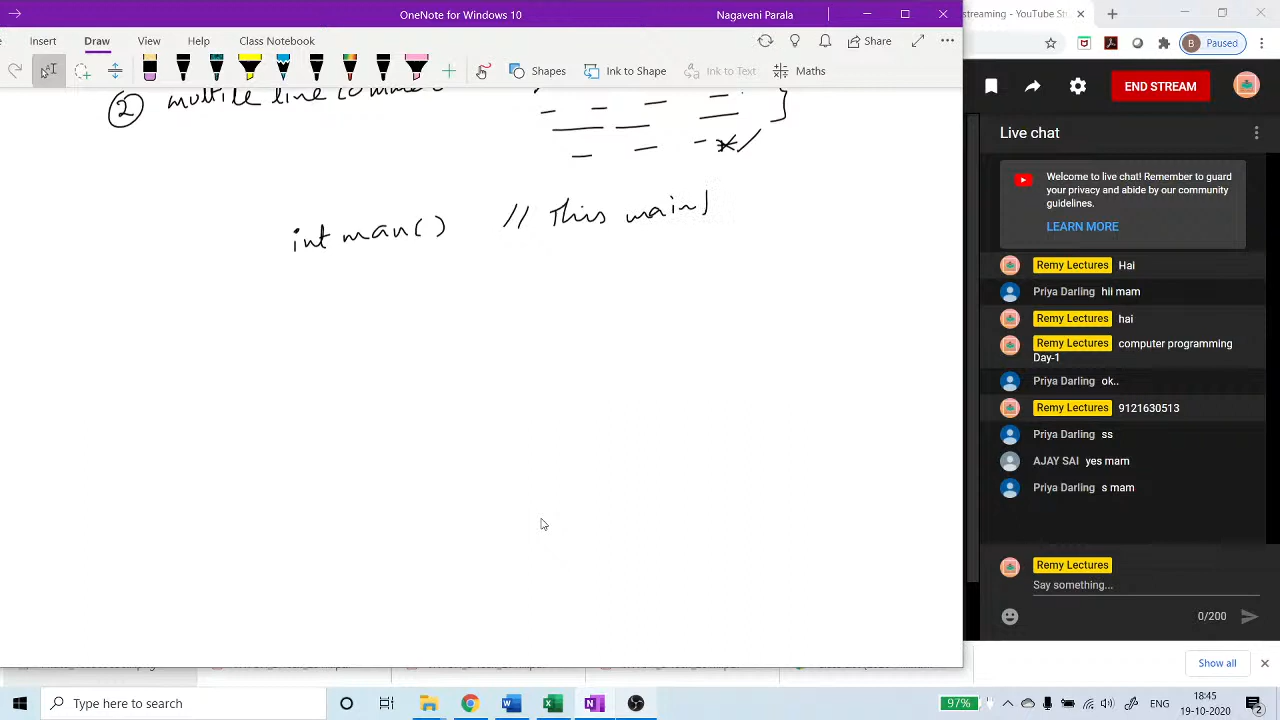 OneNote for Windows 10
Nagaveni Parala
streaming - YouTube St
Insert Draw View Help Class Notebook
Share
Shapes Ink to Shape Ink to Text Maths
B Paused
END STREAM
② multile line
*/
int man() // This main
Live chat
Welcome to live chat! Remember to guard
your privacy and abide by our community
guidelines.
LEARN MORE
Remy Lectures Hai
Priya Darling hii mam
Remy Lectures hai
Remy Lectures computer programming
Day-1
Priya Darling ok..
Remy Lectures 9121630513
Priya Darling ss
AJAY SAI yes mam
Priya Darling s mam
Remy Lectures
Say something...
0/200
Show all
Type here to search
97%
ENG
18:45
19-10-2020
2